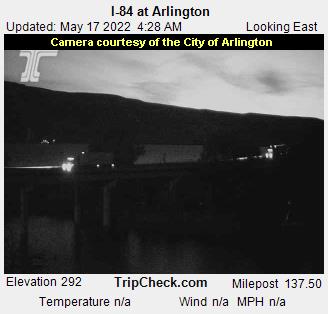 I-84 at Arlington
Updated: May 17 2022 4:28 AM Looking East
Camera courtesy of the City of Arlington
Elevation 292 TripCheck.com Milepost 137.50
Temperature n/a Wind n/a MPH n/a